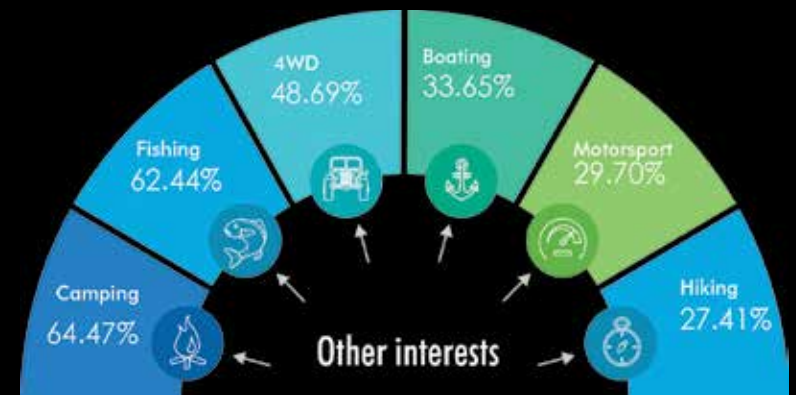 Camping
64.47%
Fishing
62.44%
4WD
48.69%
Boating
33.65%
Motorsport
29.70%
Hiking
27.41%
Other interests